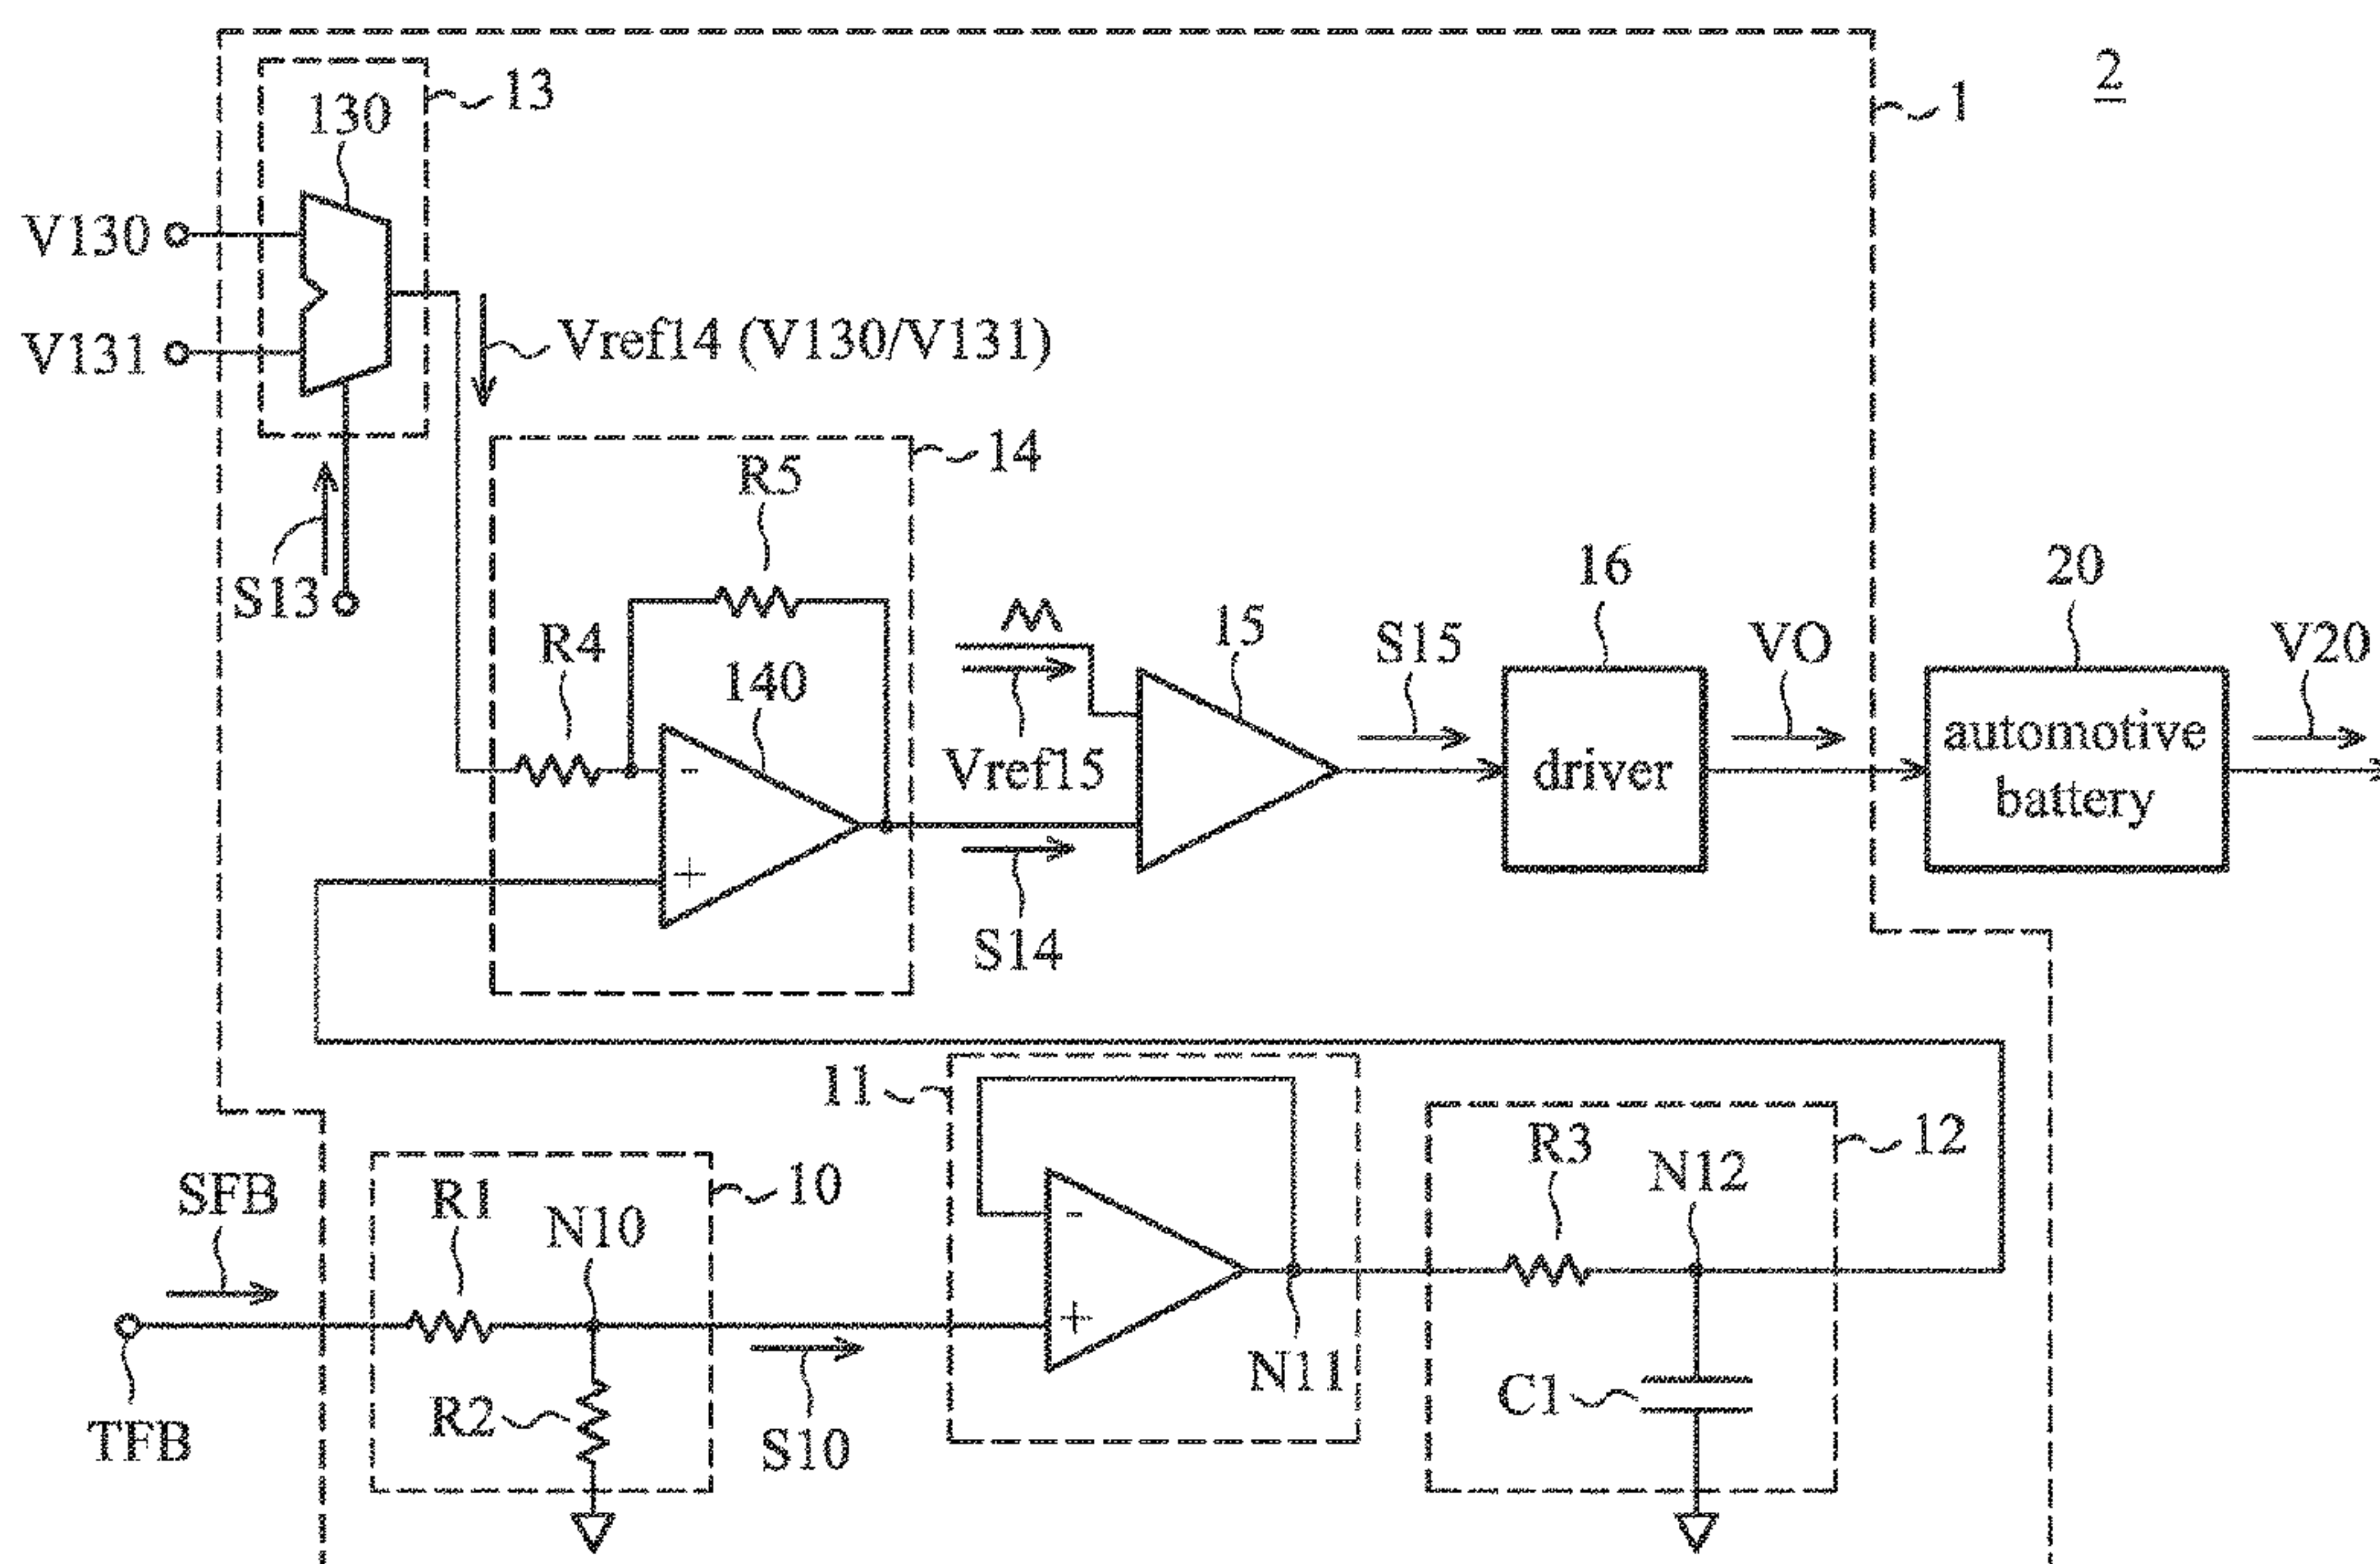 2
1
13
130
V130
V131
Vref14 (V130/V131)
S13
14
R5
R4
140
-
+
Vref15
15
S14
S15
16
driver
VO
20
automotive
battery
V20
11
-
+
N11
12
R3
N12
C1
SFB
TFB
10
R1
N10
R2
S10